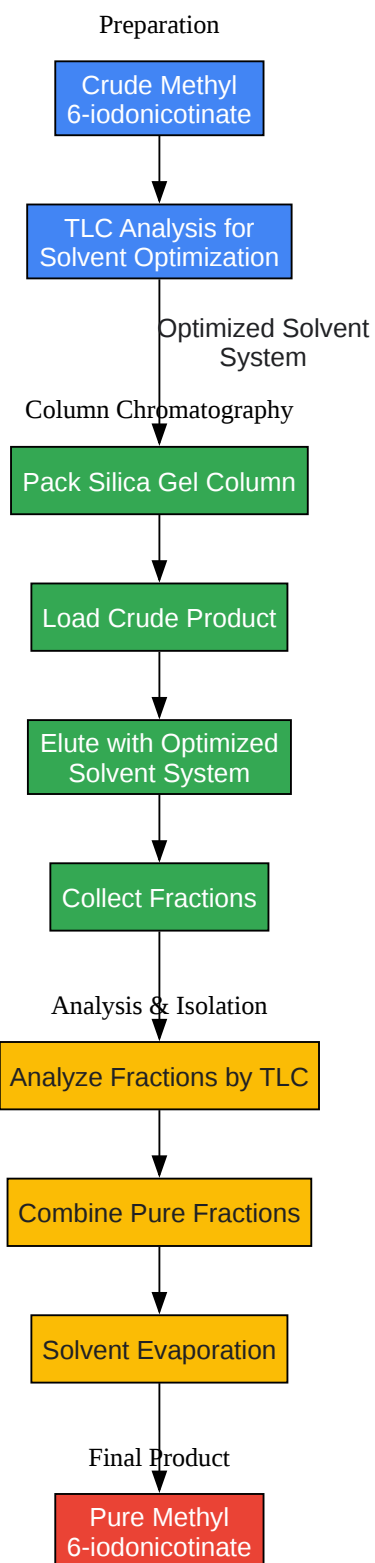 Preparation
Crude Methyl
6-iodonicotinate
TLC Analysis for
Solvent Optimization
Optimized Solvent
System
Column Chromatography
Pack Silica Gel Column
Load Crude Product
Elute with Optimized
Solvent System
Collect Fractions
Analysis & Isolation
Analyze Fractions by TLC
Combine Pure Fractions
Solvent Evaporation
Final Product
Pure Methyl
6-iodonicotinate